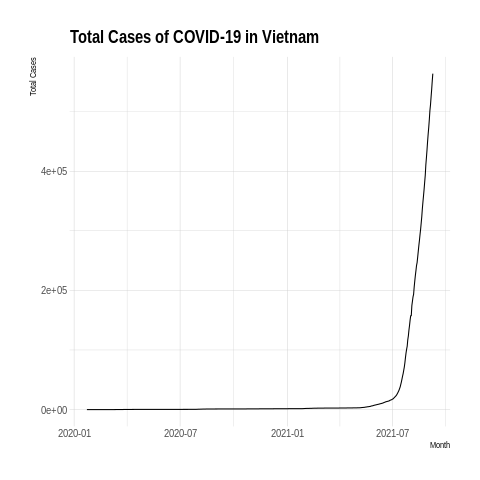 Total Cases of COVID-19 in Vietnam
Total Cases
4e+05
2e+05
0e+00
2020-01 2020-07 2021-01 2021-07
Month